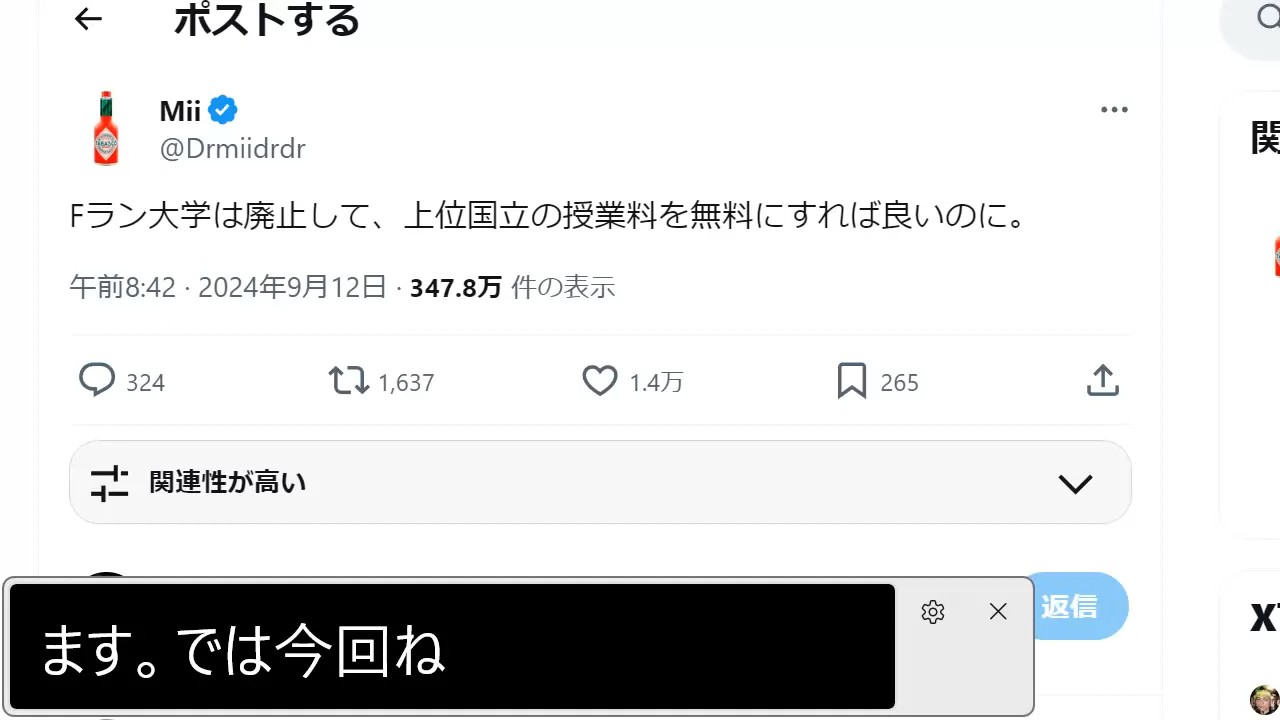 ポストする
Mii
@Drmiidrdr
Fラン大学は廃止して、上位国立の授業料を無料にすれば良いのに。
午前8:42 · 2024年9月12日 · 347.8万 件の表示
324 1,637 1.4万 265
関連性が高い
返信
ます。では今回ね
関
TABASCO